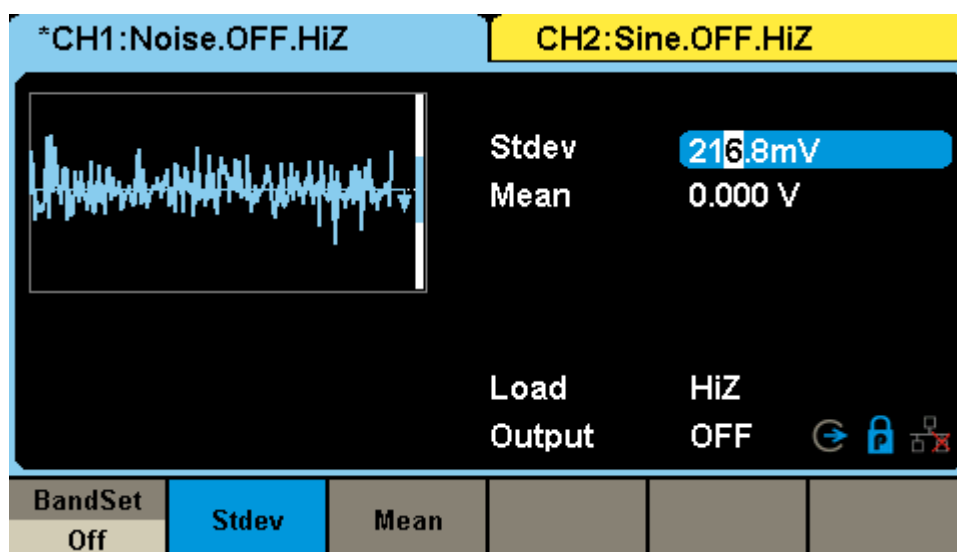 *CH1:Noise.OFF.HiZ CH2:Sine.OFF.HiZ
Stdev 216.8mV
Mean 0.000 V
Load HiZ
Output OFF
P
BandSet
Off
Stdev
Mean